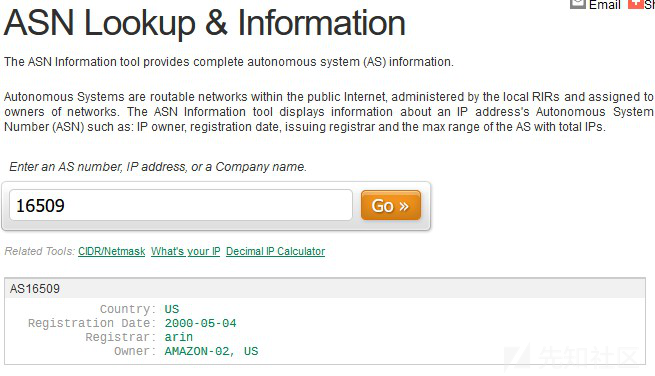 Email
Sh
ASN Lookup & Information
The ASN Information tool provides complete autonomous system (AS) information.
Autonomous Systems are routable networks within the public Internet, administered by the local RIRs and assigned to
owners of networks. The ASN Information tool displays information about an IP address's Autonomous System
Number (ASN) such as: IP owner, registration date, issuing registrar and the max range of the AS with total IPs.
Enter an AS number, IP address, or a Company name.
16509 Go »
Related Tools: CIDR/Netmask What's your IP Decimal IP Calculator
AS16509
Country: US
Registration Date: 2000-05-04
Registrar: arin
Owner: AMAZON-02, US
先知社区